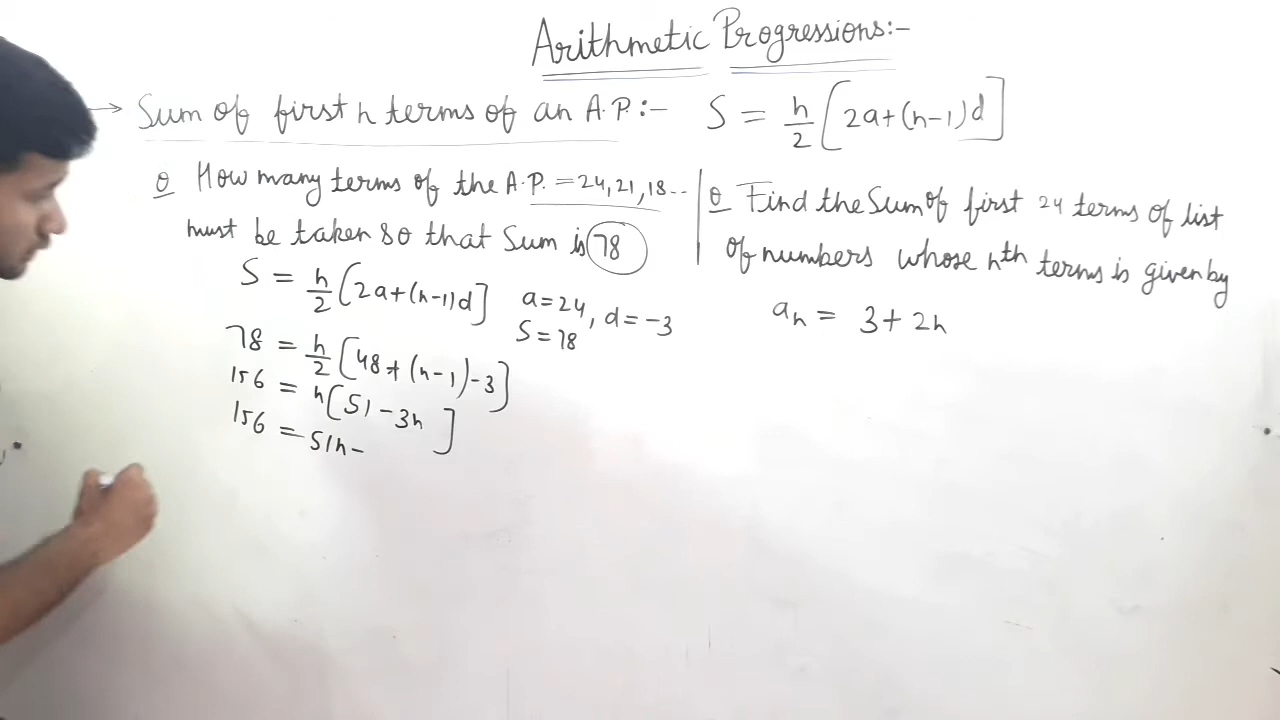 Arithmetic Progressions:-
→ Sum of first n terms of an A.P.:- S = n/2 [2a+(n-1)d]
Q How many terms of the A.P. = 24, 21, 18..
must be taken so that Sum is 78
S = n/2 [2a+(n-1)d] a=24, d=-3
S=78
78 = n/2 [48+(n-1)-3]
156 = n[51-3n]
156 = 51n-
Q Find the Sum of first 24 terms of list
of numbers whose nth terms is given by
an = 3+2n